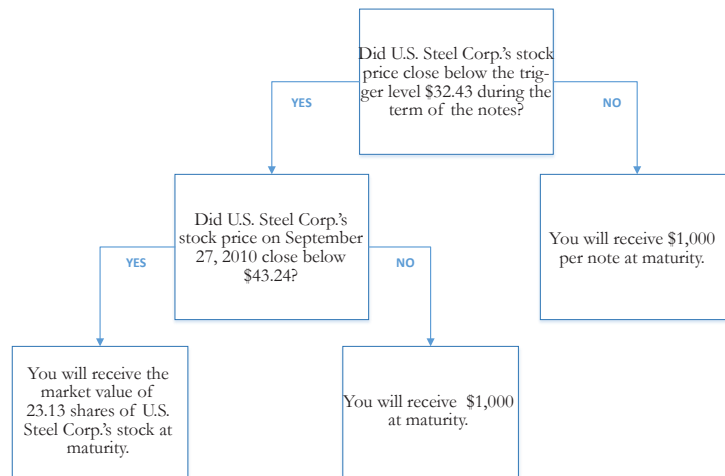 Did U.S. Steel Corp.'s stock
price close below the trig-
ger level $32.43 during the
term of the notes?
YES
NO
Did U.S. Steel Corp.'s
stock price on September
27, 2010 close below
$43.24?
You will receive $1,000
per note at maturity.
YES
NO
You will receive the
market value of
23.13 shares of U.S.
Steel Corp.'s stock at
maturity.
You will receive $1,000
at maturity.